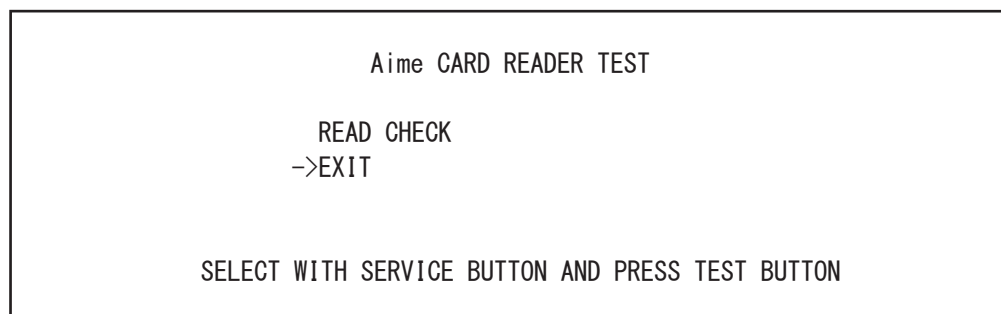 Aime CARD READER TEST
READ CHECK
->EXIT
SELECT WITH SERVICE BUTTON AND PRESS TEST BUTTON